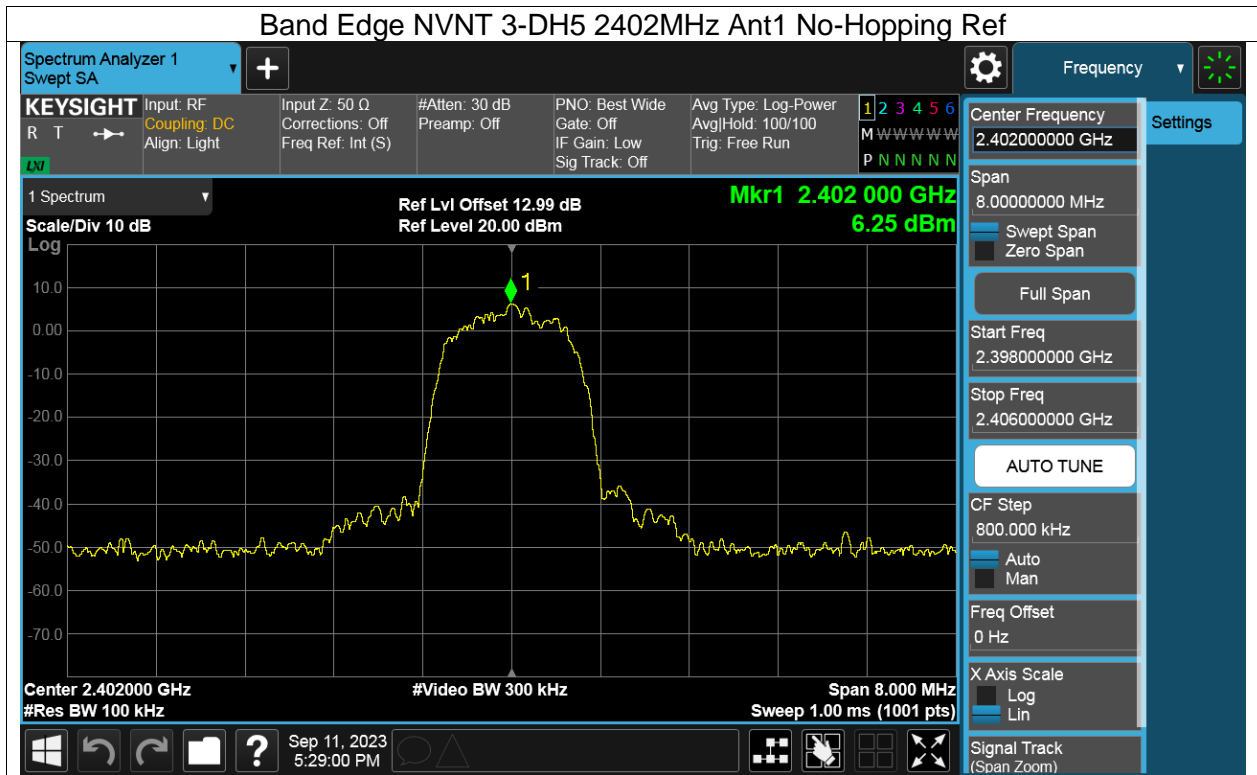 Band Edge NVNT 3-DH5 2402MHz Ant1 No-Hopping Ref
Spectrum Analyzer 1
Swept SA
Frequency
KEYSIGHT
R T
LXI
Input: RF
Coupling: DC
Align: Light
Input Z: 50 Ω
Corrections: Off
Freq Ref: Int (S)
#Atten: 30 dB
Preamp: Off
PNO: Best Wide
Gate: Off
IF Gain: Low
Sig Track: Off
Avg Type: Log-Power
Avg|Hold: 100/100
Trig: Free Run
1 2 3 4 5 6
M W W W W W
P N N N N N
1 Spectrum
Scale/Div 10 dB
Log
Ref Lvl Offset 12.99 dB
Ref Level 20.00 dBm
Mkr1 2.402 000 GHz
6.25 dBm
1
10.0
0.00
-10.0
-20.0
-30.0
-40.0
-50.0
-60.0
-70.0
Center 2.402000 GHz
#Res BW 100 kHz
#Video BW 300 kHz
Span 8.000 MHz
Sweep 1.00 ms (1001 pts)
Sep 11, 2023
5:29:00 PM
Center Frequency
2.402000000 GHz
Settings
Span
8.00000000 MHz
Swept Span
Zero Span
Full Span
Start Freq
2.398000000 GHz
Stop Freq
2.406000000 GHz
AUTO TUNE
CF Step
800.000 kHz
Auto
Man
Freq Offset
0 Hz
X Axis Scale
Log
Lin
Signal Track
(Span Zoom)